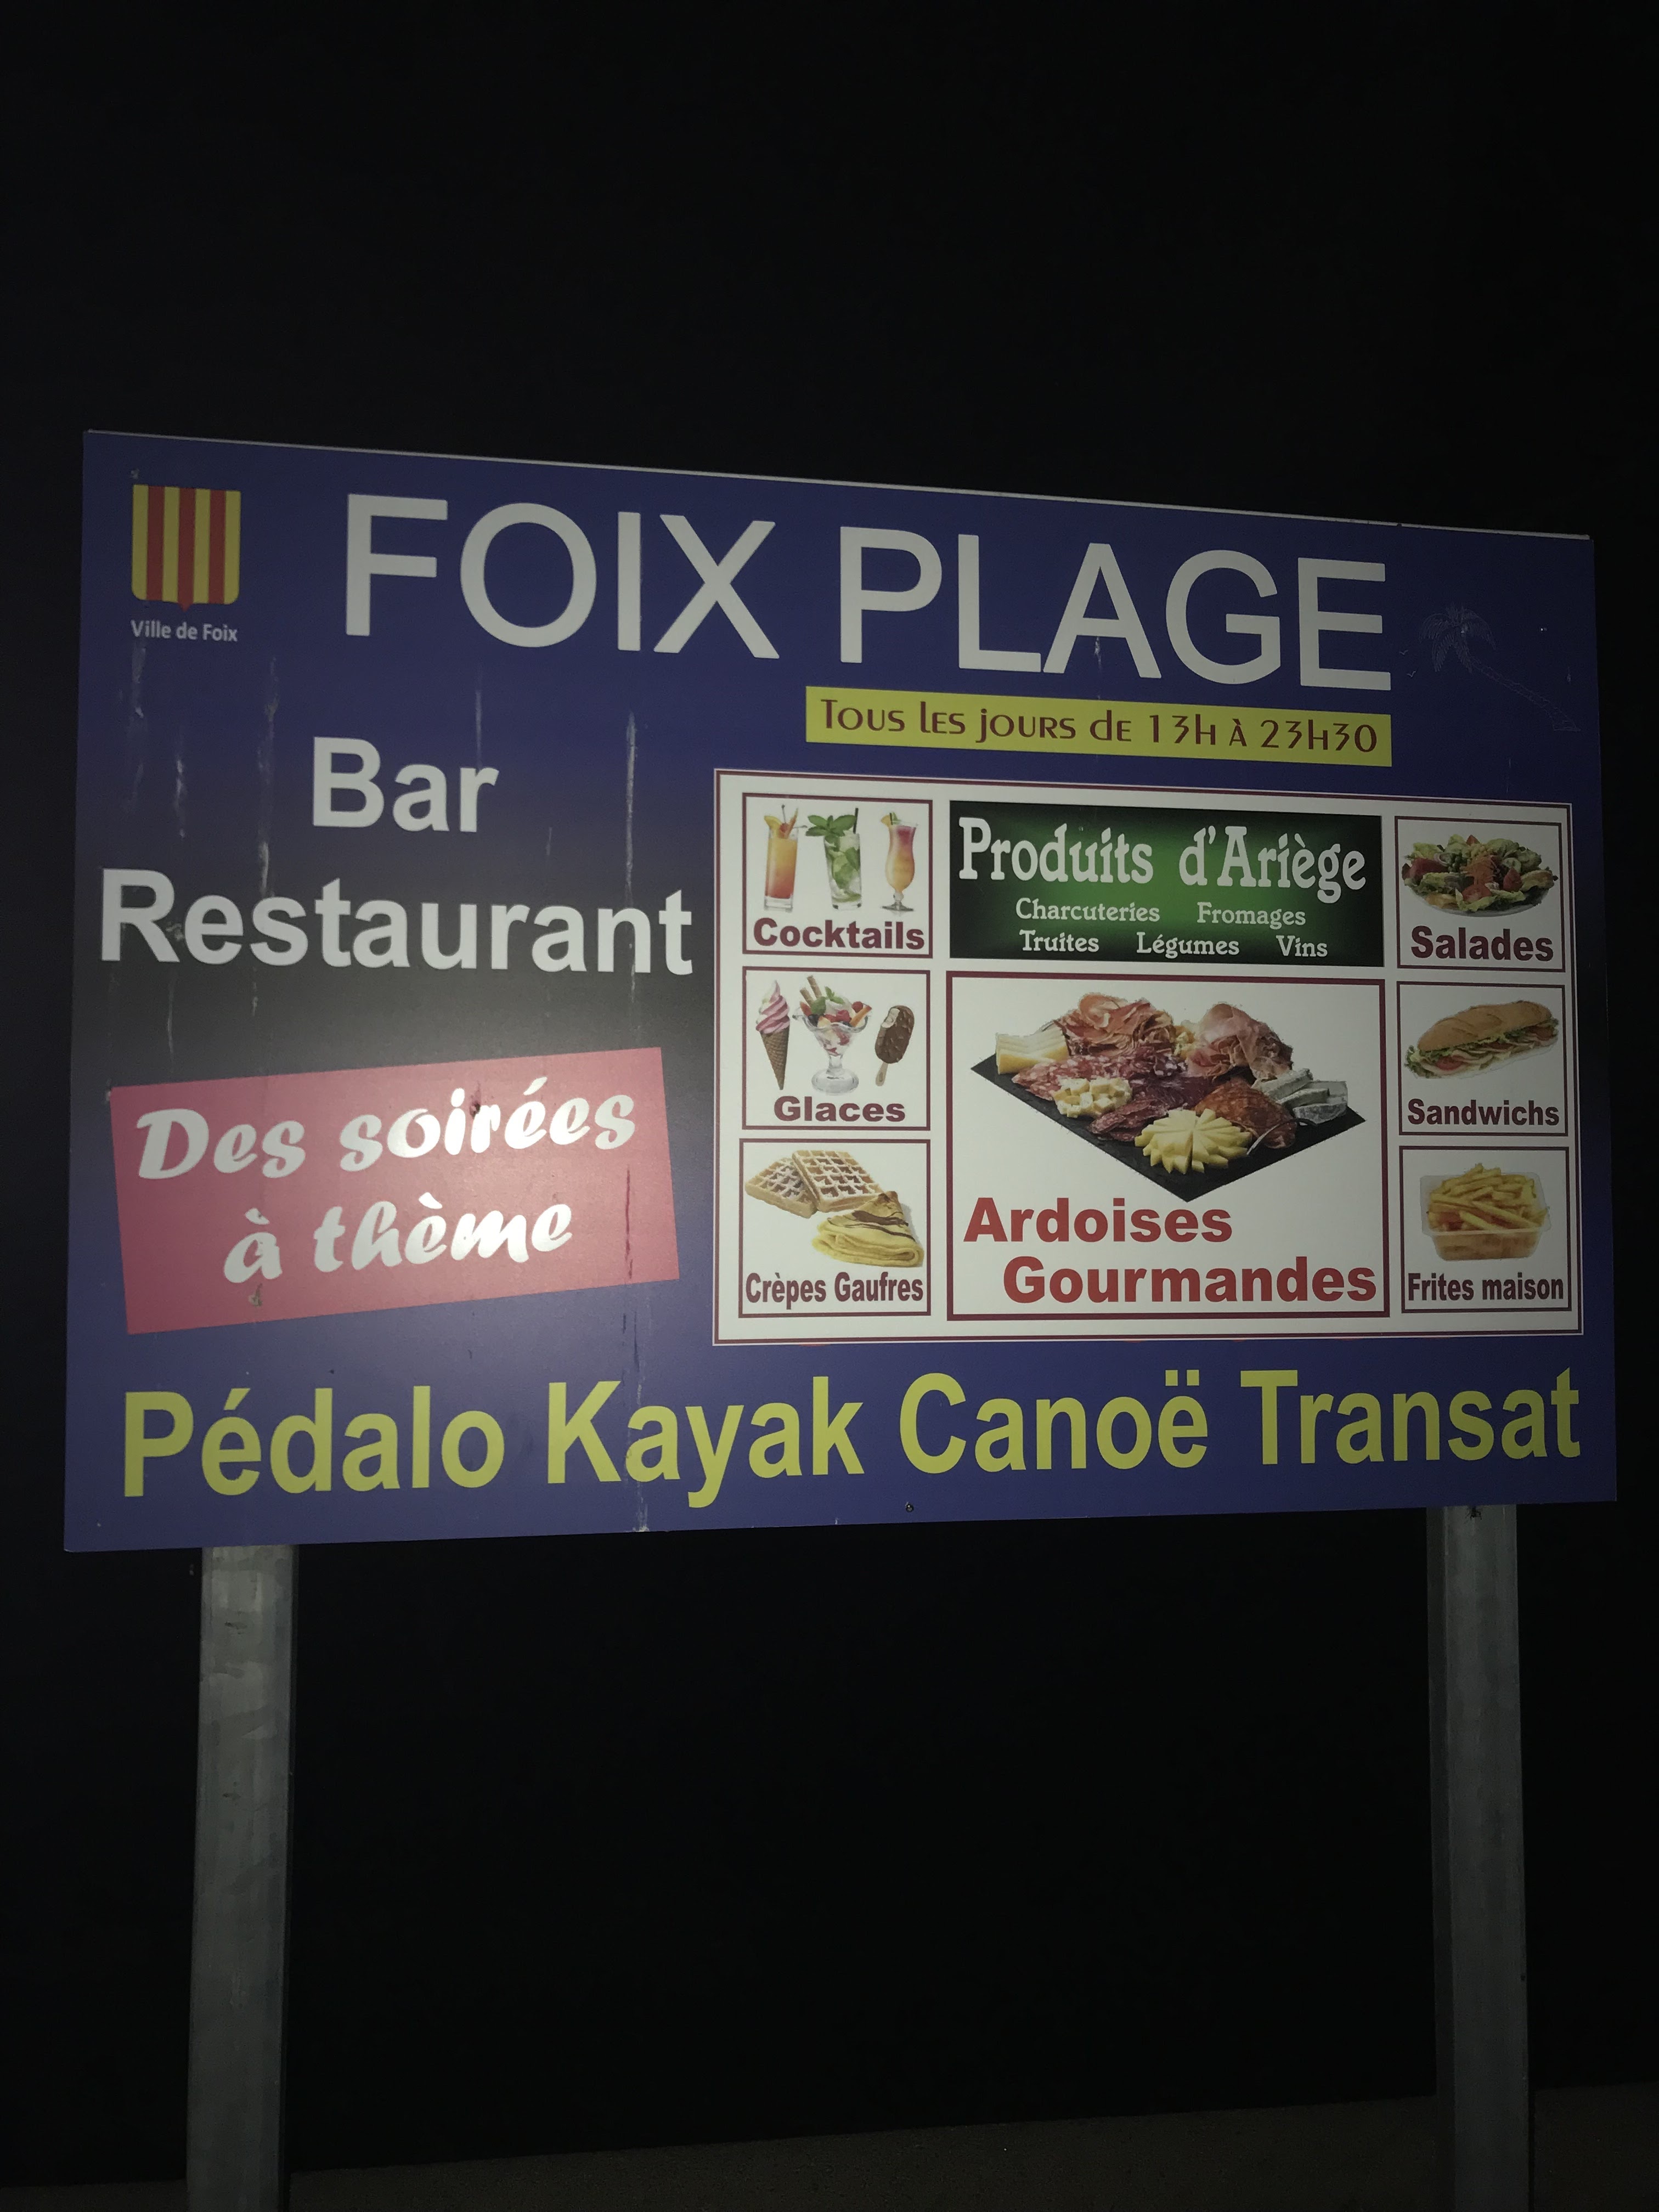 Ville de Foix
FOIX PLAGE
Tous les jours de 13h à 23h30
Bar
Restaurant
Des soirées
à thème
Cocktails
Glaces
Crèpes Gaufres
Produits d'Ariège
Charcuteries Fromages
Truites Légumes Vins
Ardoises
Gourmandes
Salades
Sandwichs
Frites maison
Pédalo Kayak Canoë Transat